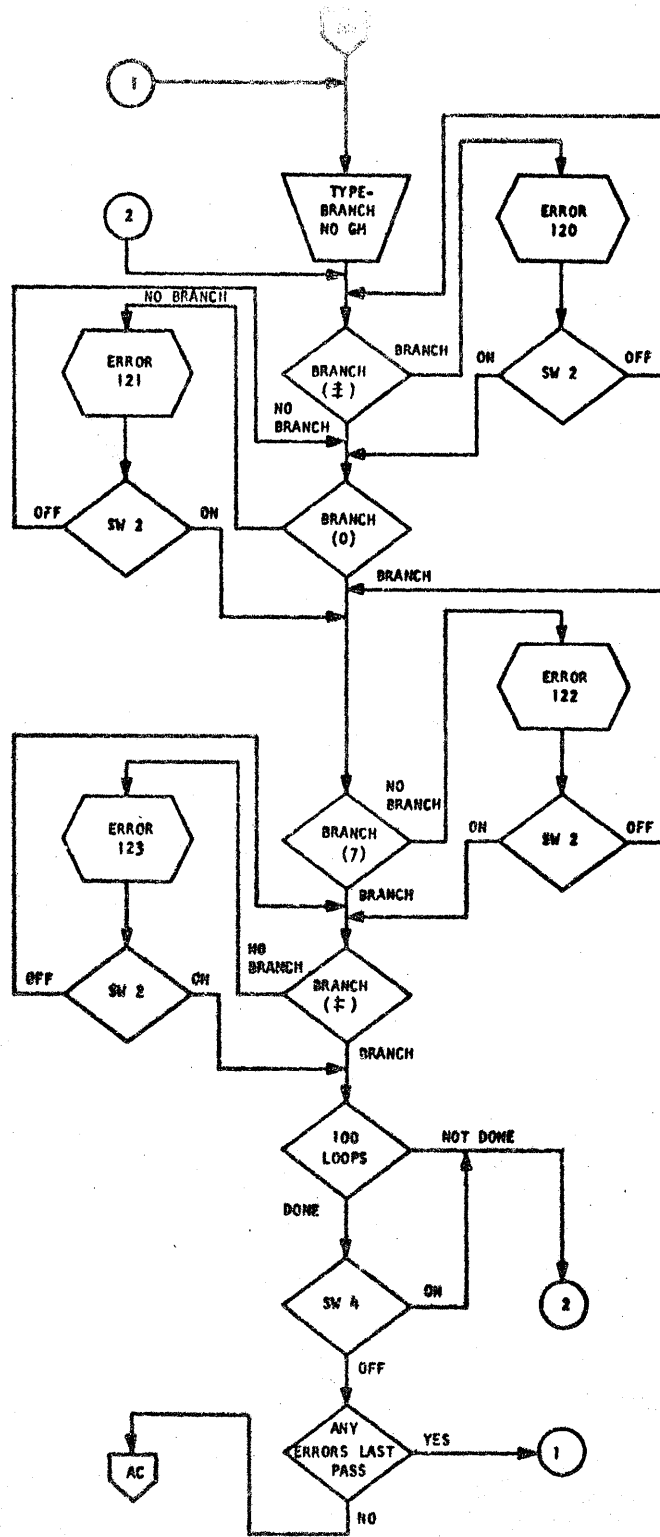 1
TYPE-
BRANCH
NO GM
2
ERROR
120
NO BRANCH
ERROR
121
BRANCH
(‡)
BRANCH
ON
SW 2
OFF
NO
BRANCH
OFF
SW 2
ON
BRANCH
(0)
BRANCH
ERROR
122
NO
BRANCH
ERROR
123
BRANCH
(7)
ON
SW 2
OFF
BRANCH
NO
BRANCH
OFF
SW 2
ON
BRANCH
(‡)
BRANCH
100
LOOPS
NOT DONE
DONE
SW 4
ON
2
OFF
ANY
ERRORS LAST
PASS
YES
1
AC
NO